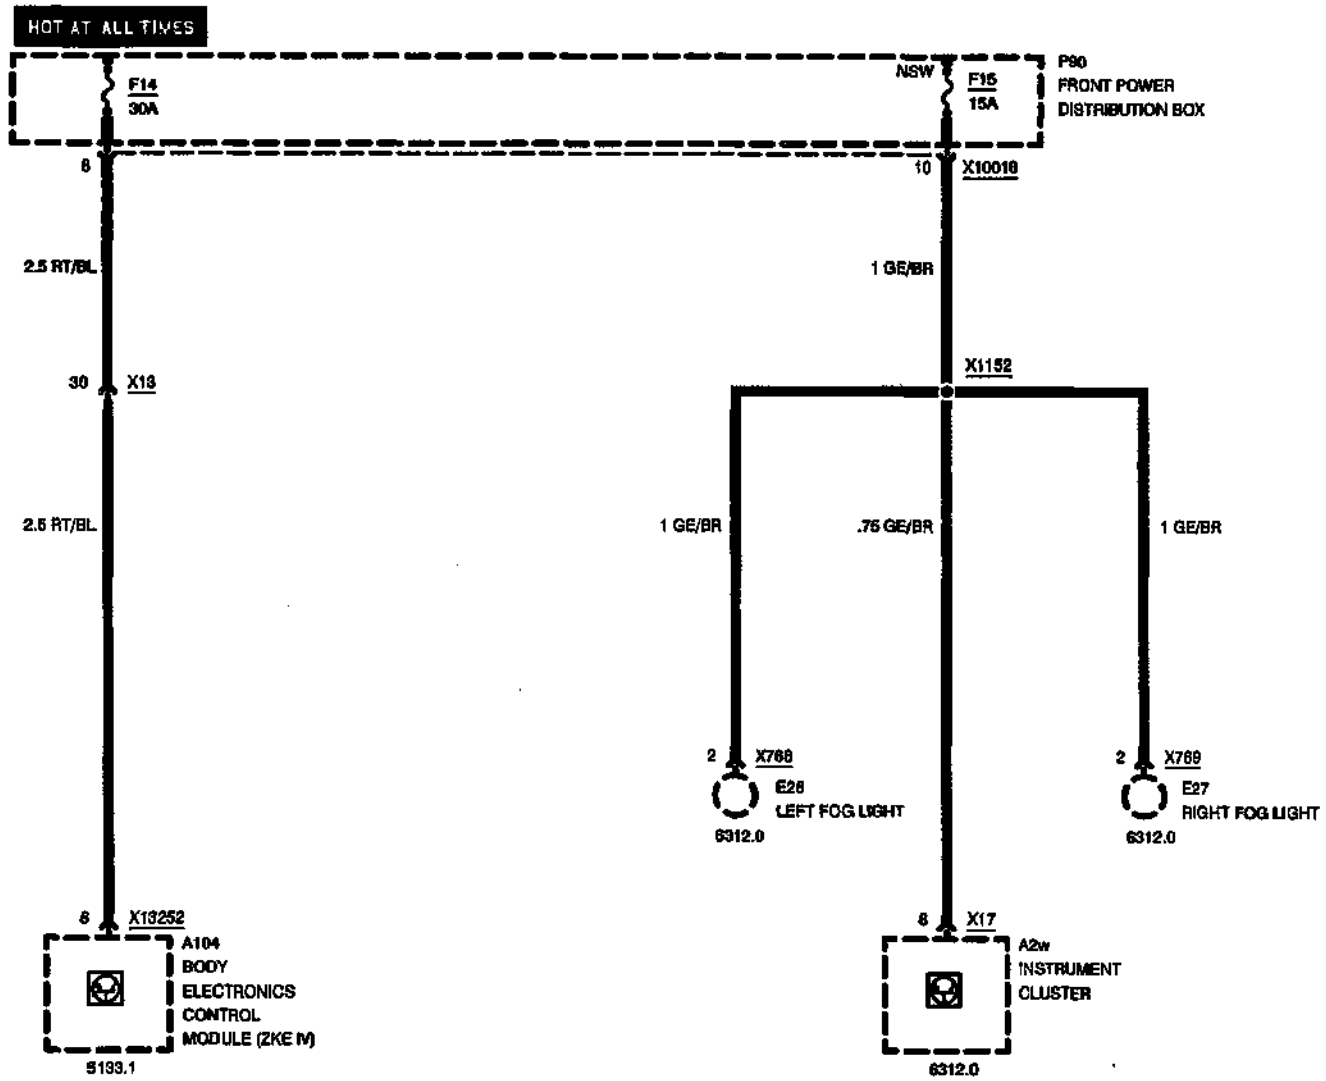 HOT AT ALL TIMES
F14
30A
NSW
F15
15A
P90
FRONT POWER
DISTRIBUTION BOX
8
10
X10016
2.5 RT/BL
1 GE/BR
30
X13
X1152
2.5 RT/BL
1 GE/BR
.75 GE/BR
1 GE/BR
2
X768
E26
LEFT FOG LIGHT
6312.0
2
X769
E27
RIGHT FOG LIGHT
6312.0
8
X13252
A104
BODY
ELECTRONICS
CONTROL
MODULE (ZKE IV)
5133.1
8
X17
A2w
INSTRUMENT
CLUSTER
6312.0